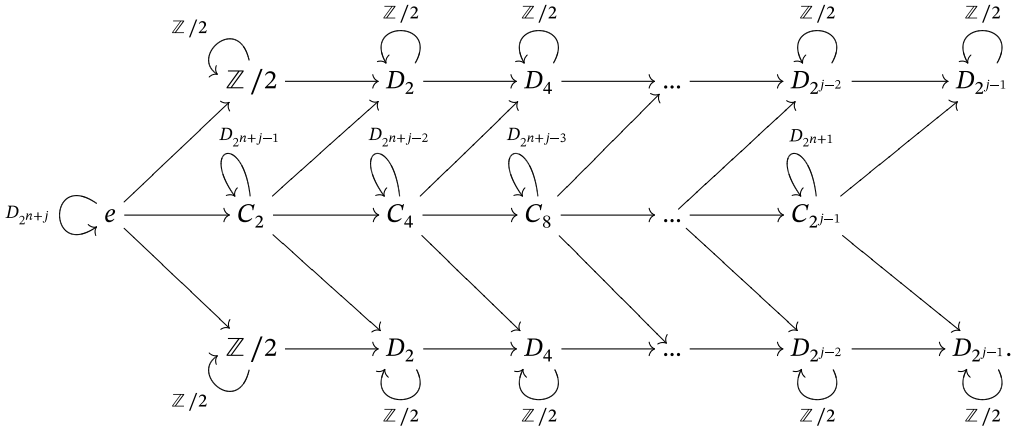 ℤ/2 ℤ/2 ℤ/2 ℤ/2 ℤ/2
ℤ/2 D_2 D_4 ... D_{2^{j-2}} D_{2^{j-1}}
D_{2^{n+j-1}} D_{2^{n+j-2}} D_{2^{n+j-3}} D_{2^{n+1}}
D_{2^{n+j}} e C_2 C_4 C_8 ... C_{2^{j-1}}
ℤ/2 D_2 D_4 ... D_{2^{j-2}} D_{2^{j-1}}.
ℤ/2 ℤ/2 ℤ/2 ℤ/2 ℤ/2